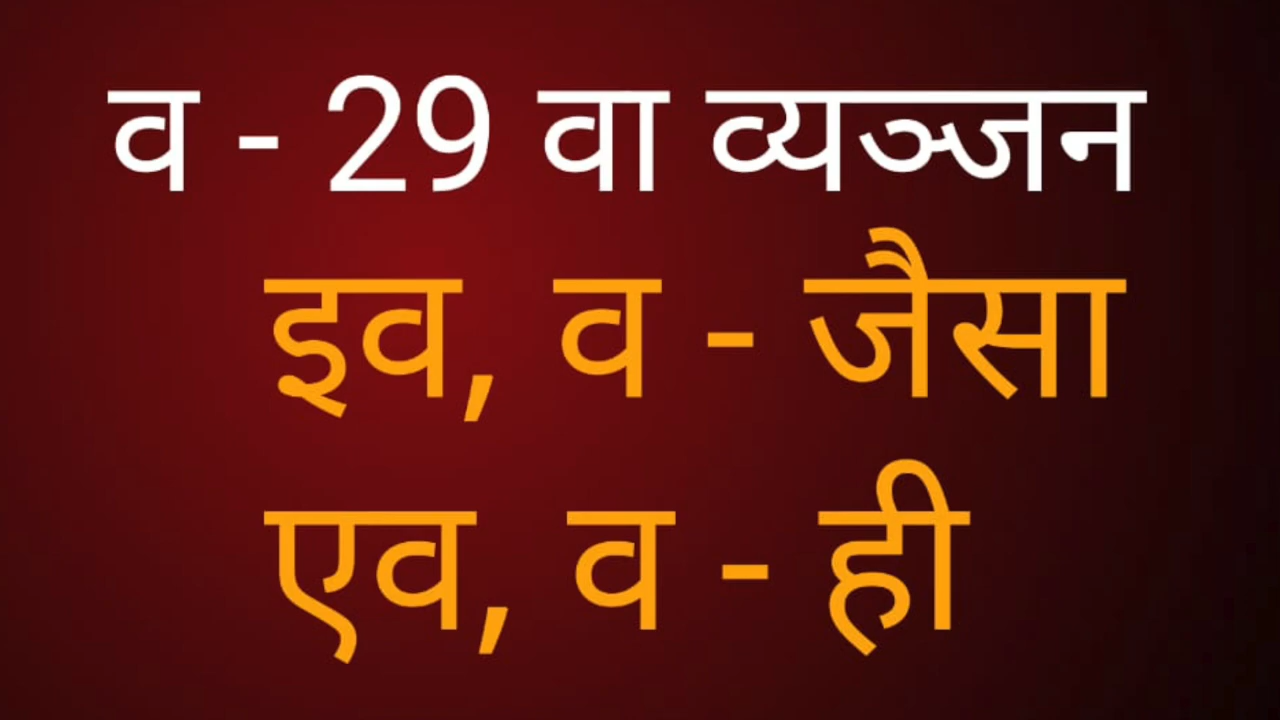 व - 29 वा व्यञ्जन
इव, व - जैसा
एव, व - ही